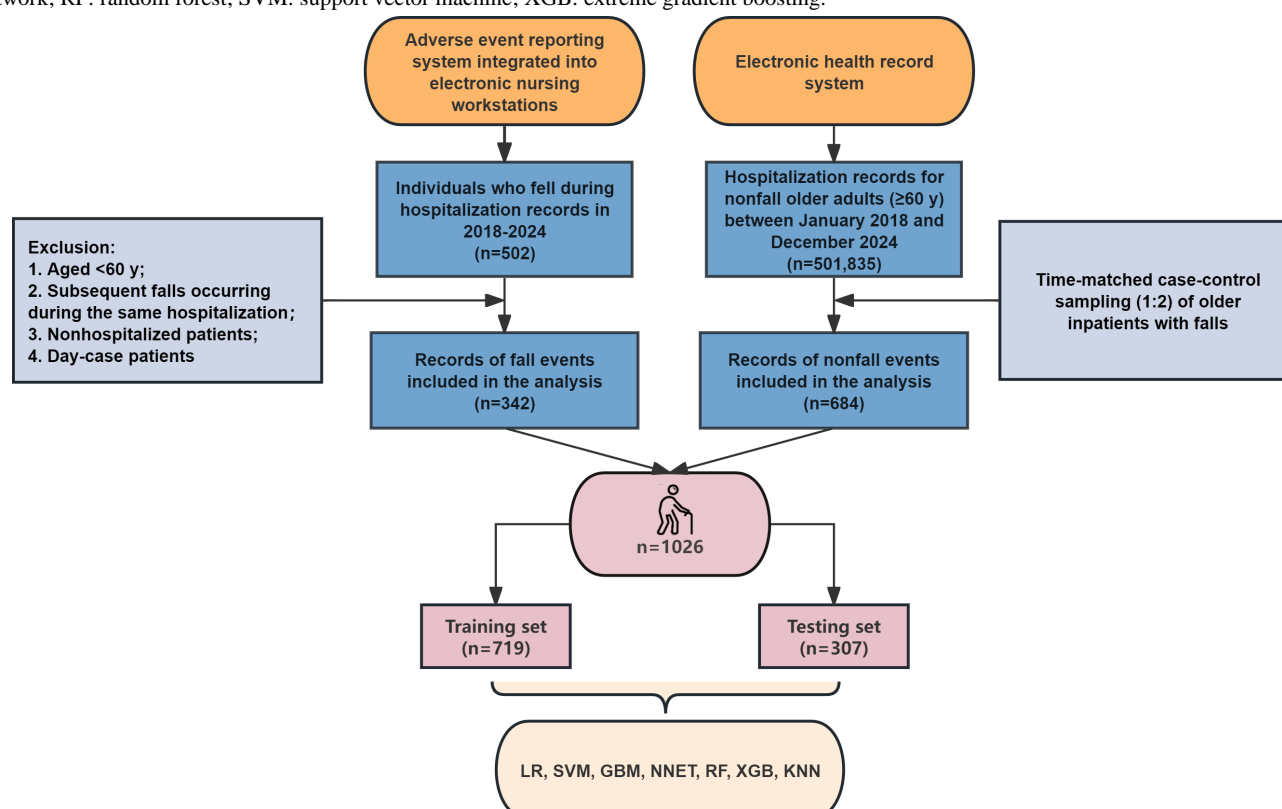 RF: random forest; SVM: support vector machine; XGB: extreme gradient boosting.
Adverse event reporting
system integrated into
electronic nursing
workstations
Electronic health record
system
Individuals who fell during
hospitalization records in
2018-2024
(n=502)
Hospitalization records for
nonfall older adults (≥60 y)
between January 2018 and
December 2024
(n=501,835)
Exclusion:
1. Aged <60 y;
2. Subsequent falls occurring
during the same hospitalization;
3. Nonhospitalized patients;
4. Day-case patients
Time-matched case-control
sampling (1:2) of older
inpatients with falls
Records of fall events
included in the analysis
(n=342)
Records of nonfall events
included in the analysis
(n=684)
n=1026
Training set
(n=719)
Testing set
(n=307)
LR, SVM, GBM, NNET, RF, XGB, KNN